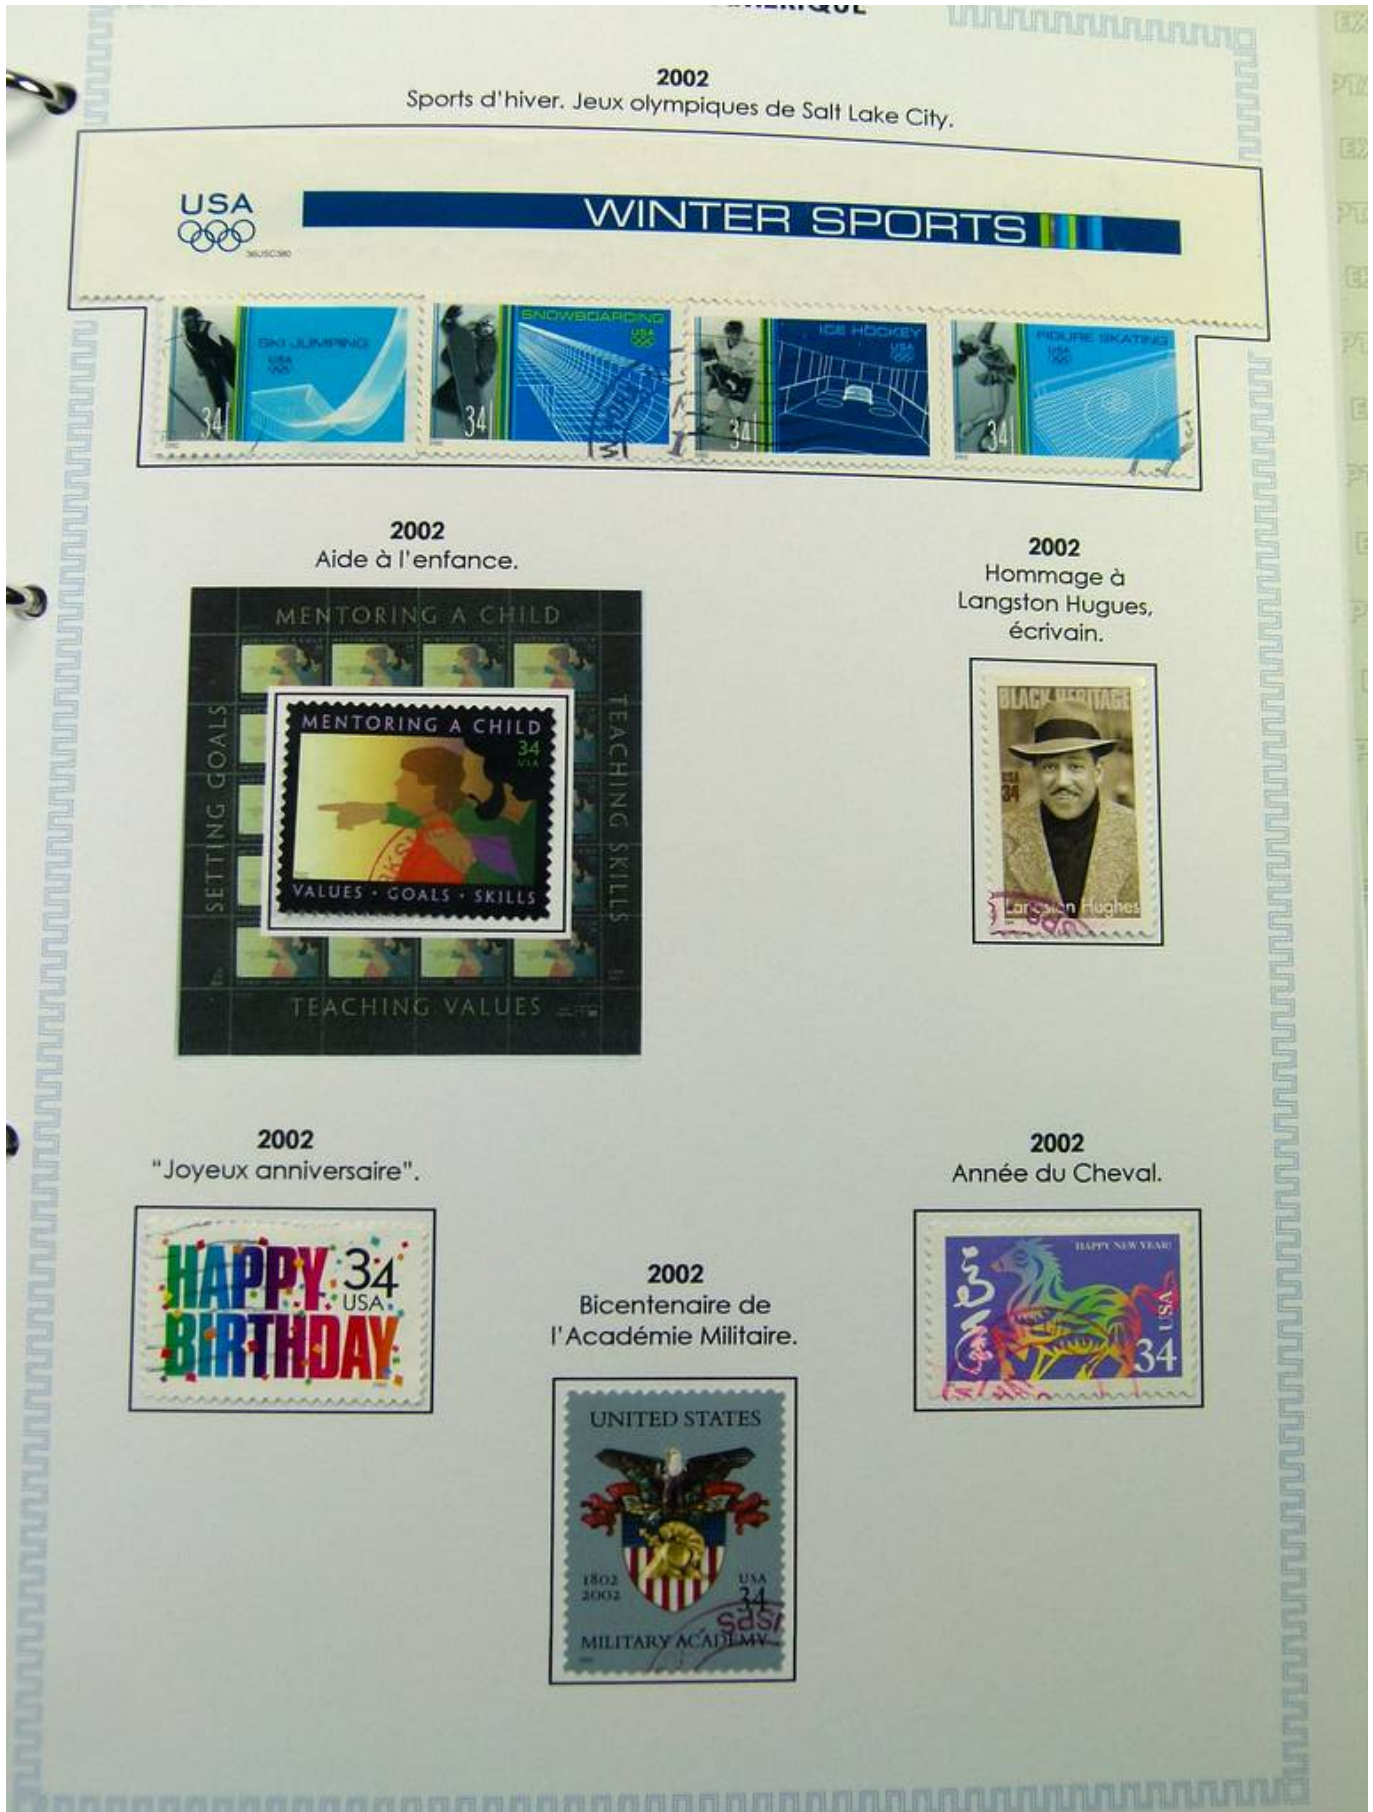 2002
Sports d'hiver. Jeux olympiques de Salt Lake City.
USA
WINTER SPORTS
36USC380
SKI JUMPING
USA
34
SNOWBOARDING
USA
34
ICE HOCKEY
USA
34
FIGURE SKATING
USA
34
2002
Aide à l'enfance.
MENTORING A CHILD
SETTING GOALS
TEACHING SKILLS
MENTORING A CHILD
34
USA
VALUES · GOALS · SKILLS
TEACHING VALUES
2002
Hommage à
Langston Hugues,
écrivain.
BLACK HERITAGE
USA
34
Langston Hughes
USPS
2002
"Joyeux anniversaire".
HAPPY
BIRTHDAY
34
USA
2002
Bicentenaire de
l'Académie Militaire.
UNITED STATES
1802
2002
USA
34
USPS
MILITARY ACADEMY
2002
Année du Cheval.
HAPPY NEW YEAR!
USA
34